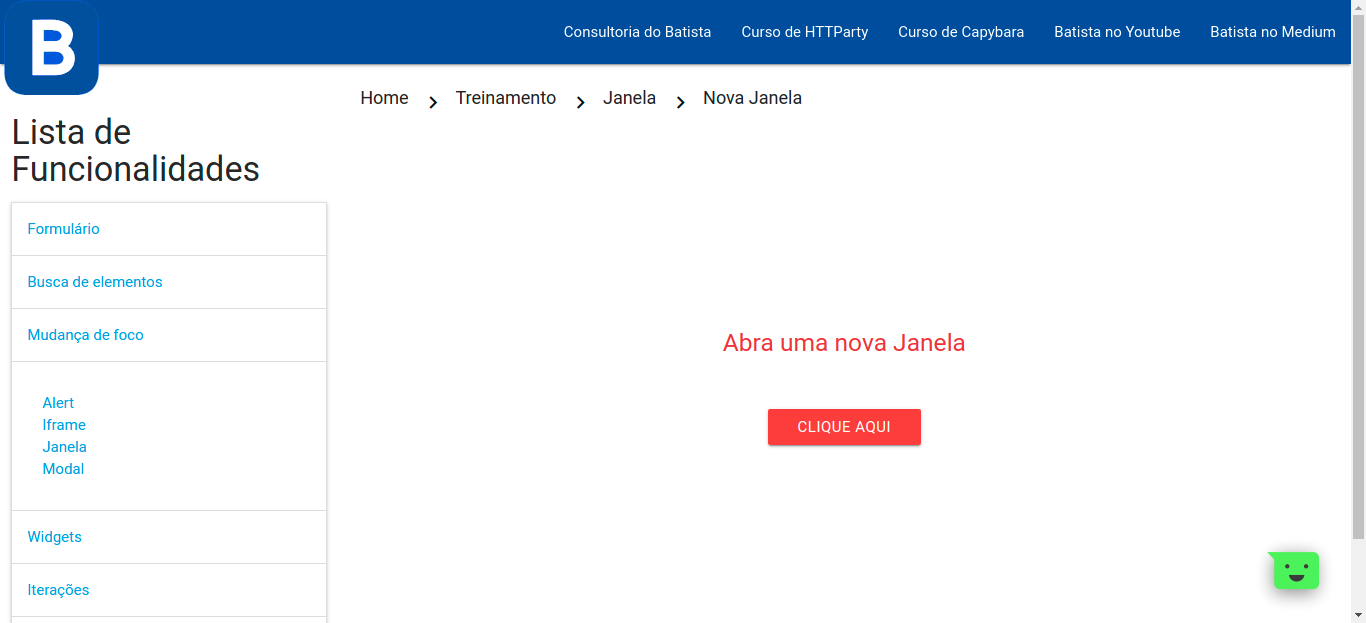 B
Consultoria do Batista Curso de HTTParty Curso de Capybara Batista no Youtube Batista no Medium
Home Treinamento Janela Nova Janela
Lista de
Funcionalidades
Formulário
Busca de elementos
Mudança de foco
Alert
Iframe
Janela
Modal
Widgets
Iterações
Abra uma nova Janela
CLIQUE AQUI